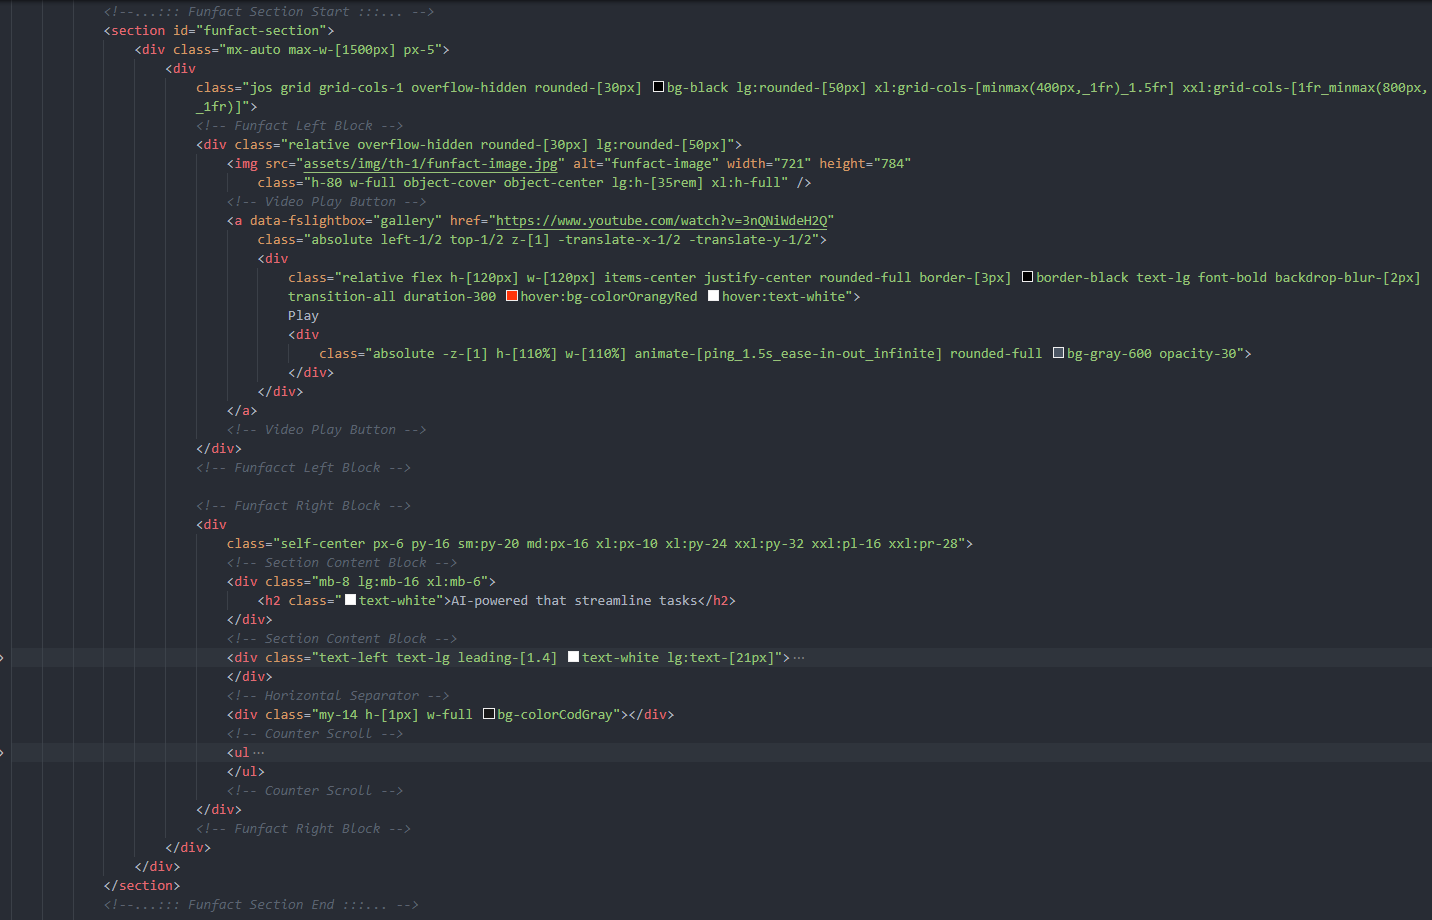 <!--...::: Funfact Section Start :::... -->
<section id="funfact-section">
<div class="mx-auto max-w-[1500px] px-5">
<div
class="jos grid grid-cols-1 overflow-hidden rounded-[30px] bg-black lg:rounded-[50px] xl:grid-cols-[minmax(400px,_1fr)_1.5fr] xxl:grid-cols-[1fr_minmax(800px,
_1fr)]">
<!-- Funfact Left Block -->
<div class="relative overflow-hidden rounded-[30px] lg:rounded-[50px]">
<img src="assets/img/th-1/funfact-image.jpg" alt="funfact-image" width="721" height="784"
class="h-80 w-full object-cover object-center lg:h-[35rem] xl:h-full" />
<!-- Video Play Button -->
<a data-fslightbox="gallery" href="https://www.youtube.com/watch?v=3nQNiWdeH2Q"
class="absolute left-1/2 top-1/2 z-[1] -translate-x-1/2 -translate-y-1/2">
<div
class="relative flex h-[120px] w-[120px] items-center justify-center rounded-full border-[3px] border-black text-lg font-bold backdrop-blur-[2px]
transition-all duration-300 hover:bg-colorOrangyRed hover:text-white">
Play
<div
class="absolute -z-[1] h-[110%] w-[110%] animate-[ping_1.5s_ease-in-out_infinite] rounded-full bg-gray-600 opacity-30">
</div>
</div>
</a>
<!-- Video Play Button -->
</div>
<!-- Funfacct Left Block -->
<!-- Funfact Right Block -->
<div
class="self-center px-6 py-16 sm:py-20 md:px-16 xl:px-10 xl:py-24 xxl:py-32 xxl:pl-16 xxl:pr-28">
<!-- Section Content Block -->
<div class="mb-8 lg:mb-16 xl:mb-6">
<h2 class="text-white">AI-powered that streamline tasks</h2>
</div>
<!-- Section Content Block -->
<div class="text-left text-lg leading-[1.4] text-white lg:text-[21px]">···
</div>
<!-- Horizontal Separator -->
<div class="my-14 h-[1px] w-full bg-colorCodGray"></div>
<!-- Counter Scroll -->
<ul···
</ul>
<!-- Counter Scroll -->
</div>
<!-- Funfact Right Block -->
</div>
</div>
</section>
<!--...::: Funfact Section End :::... -->